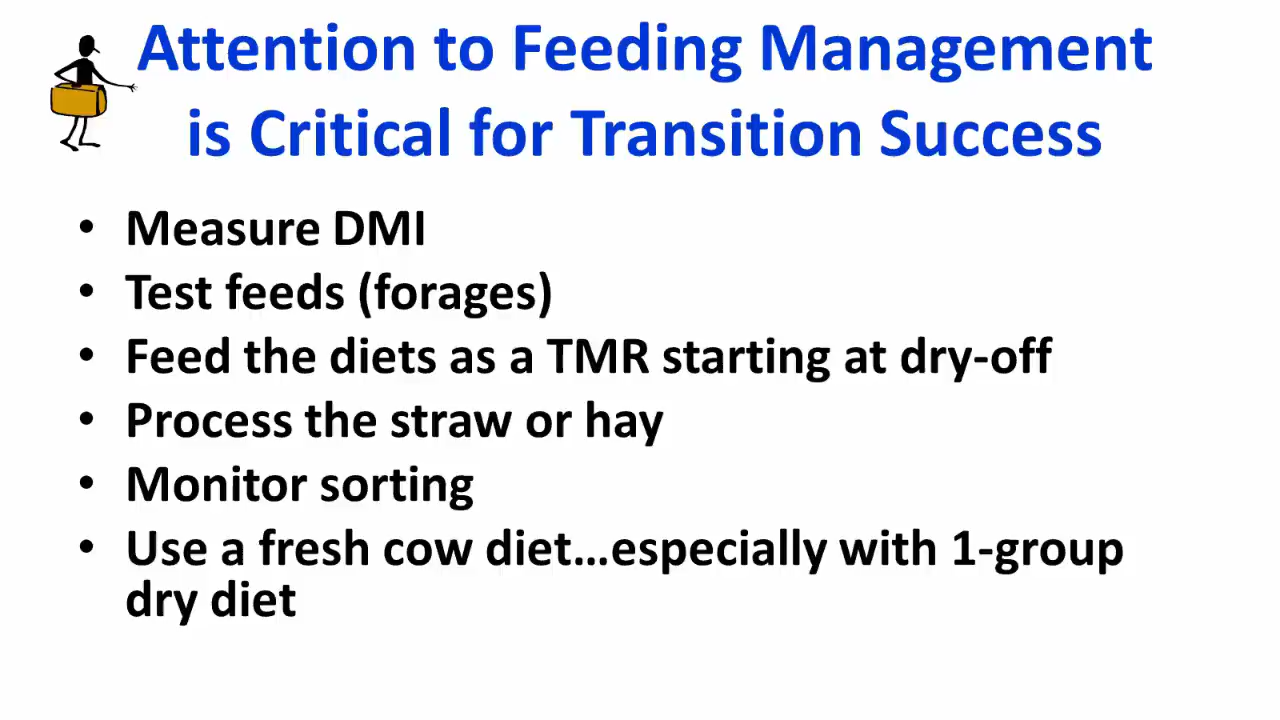 Attention to Feeding Management
is Critical for Transition Success
• Measure DMI
• Test feeds (forages)
• Feed the diets as a TMR starting at dry-off
• Process the straw or hay
• Monitor sorting
• Use a fresh cow diet…especially with 1-group
dry diet